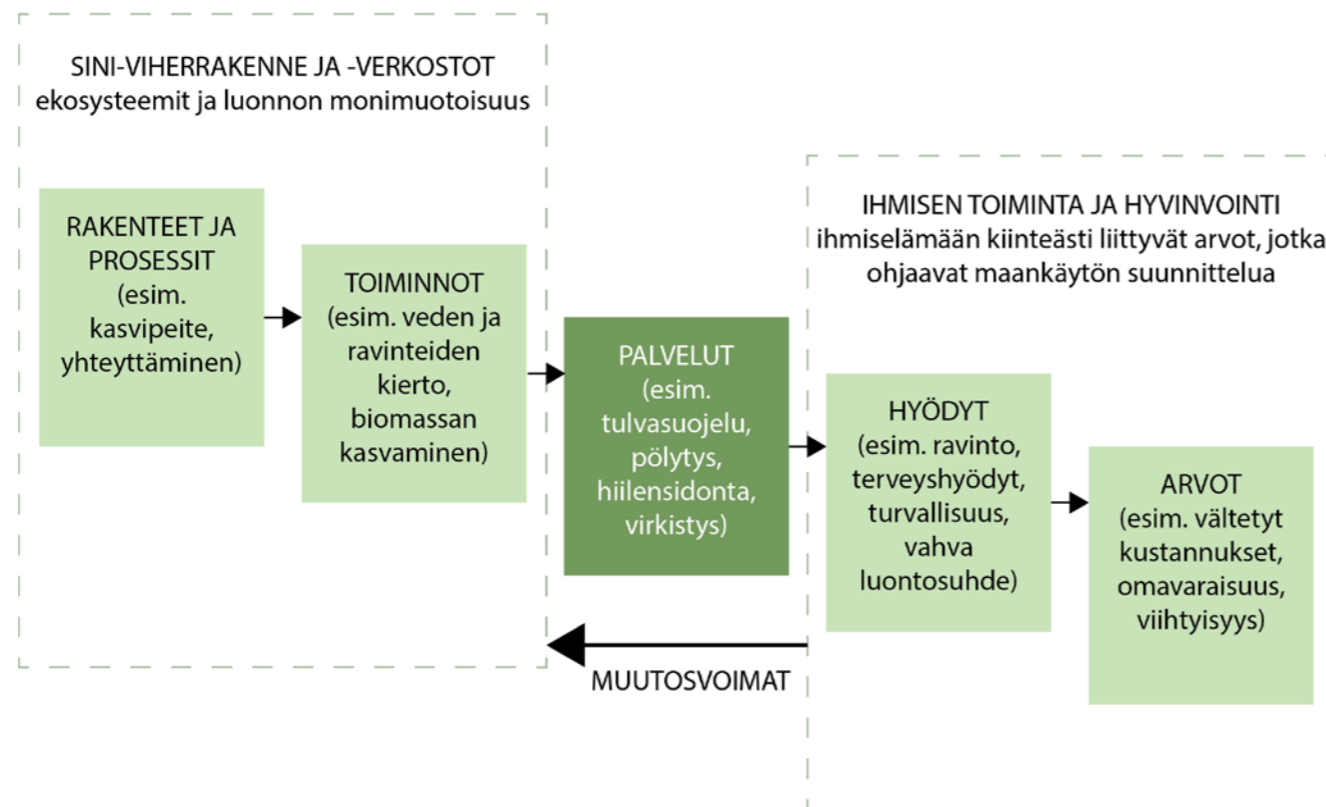 SINI-VIHERRAKENNE JA -VERKOSTOT
ekosysteemit ja luonnon monimuotoisuus
RAKENTEET JA
PROSESSIT
(esim.
kasvipeite,
yhteyttäminen)
TOIMINNOT
(esim. veden ja
ravinteiden
kierto,
biomassan
kasvaminen)
PALVELUT
(esim.
tulvasuojelu,
pölytys,
hiilensidonta,
virkistys)
IHMISEN TOIMINTA JA HYVINVOINTI
ihmiselämään kiinteästi liittyvät arvot, jotka
ohjaavat maankäytön suunnittelua
HYÖDYT
(esim. ravinto,
terveyshyödyt,
turvallisuus,
vahva
luontosuhde)
ARVOT
(esim. vältetyt
kustannukset,
omavaraisuus,
viihtyisyys)
MUUTOSVOIMAT